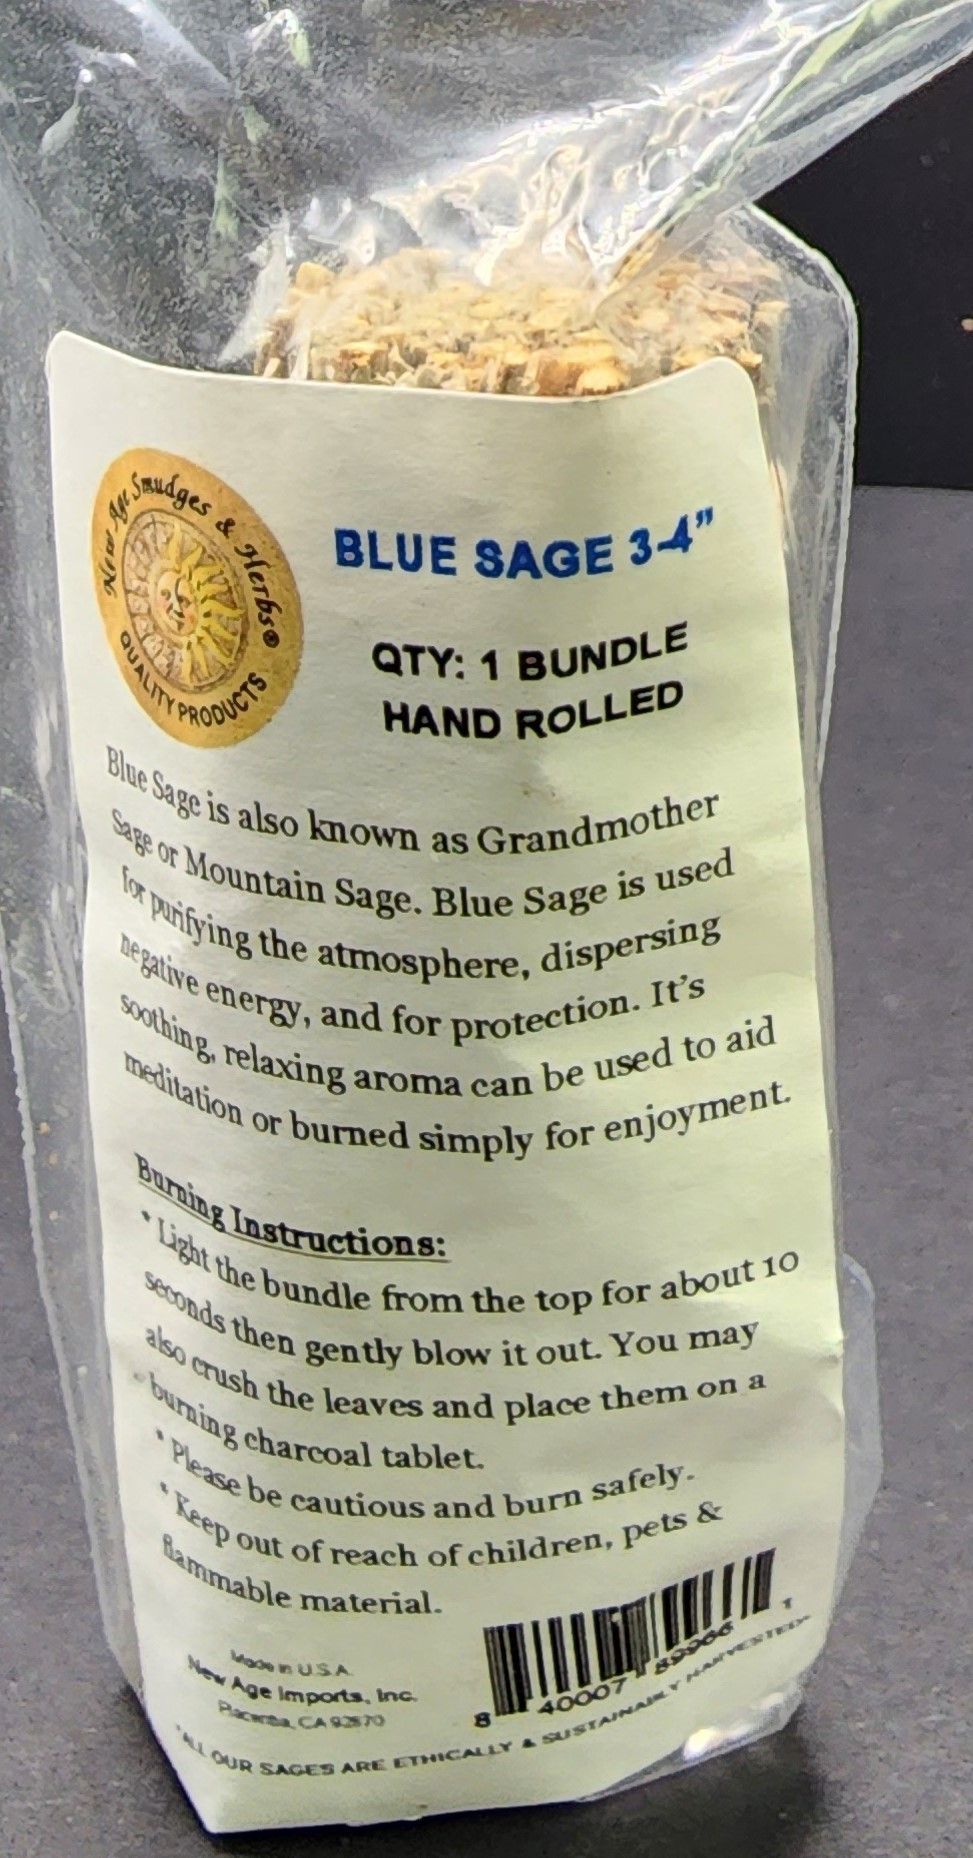 New Age Smudges & Herbs®
QUALITY PRODUCTS
BLUE SAGE 3-4"
QTY: 1 BUNDLE
HAND ROLLED
Blue Sage is also known as Grandmother
Sage or Mountain Sage. Blue Sage is used
for purifying the atmosphere, dispersing
negative energy, and for protection. It's
soothing, relaxing aroma can be used to aid
meditation or burned simply for enjoyment.
Burning Instructions:
* Light the bundle from the top for about 10
seconds then gently blow it out. You may
also crush the leaves and place them on a
burning charcoal tablet.
* Please be cautious and burn safely.
* Keep out of reach of children, pets &
flammable material.
Made in U.S.A.
New Age Imports, Inc.
Placentia, CA 92870
8 40007 89966 1
*ALL OUR SAGES ARE ETHICALLY & SUSTAINABLY HARVESTED*